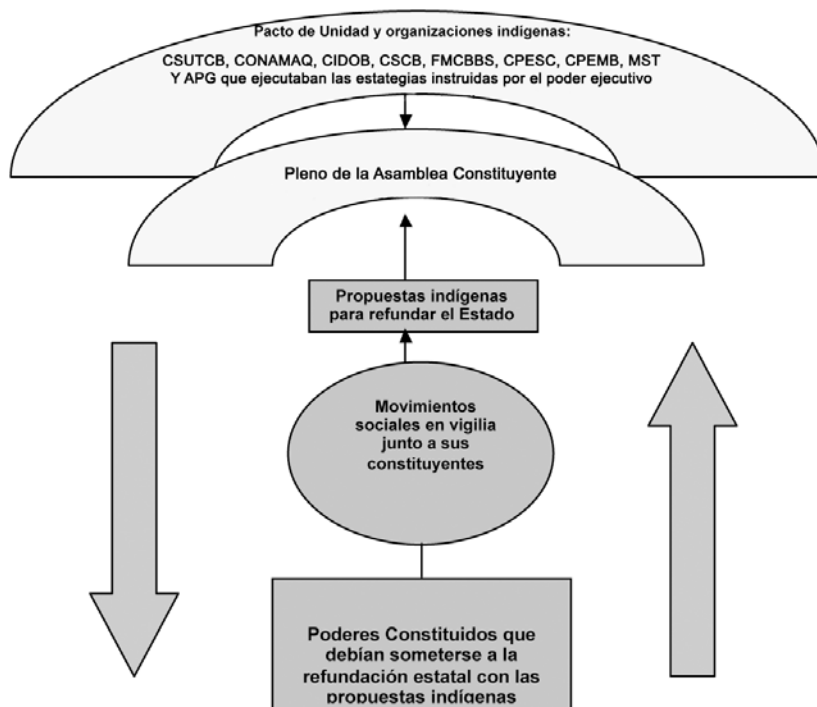 Pacto de Unidad y organizaciones indígenas:
CSUTCB, CONAMAQ, CIDOB, CSCB, FMCBBS, CPESC, CPEMB, MST
Y APG que ejecutaban las estategias instruidas por el poder ejecutivo
Pleno de la Asamblea Constituyente
Propuestas indígenas
para refundar el Estado
Movimientos
sociales en vigilia
junto a sus
constituyentes
Poderes Constituidos que
debían someterse a la
refundación estatal con las
propuestas indígenas